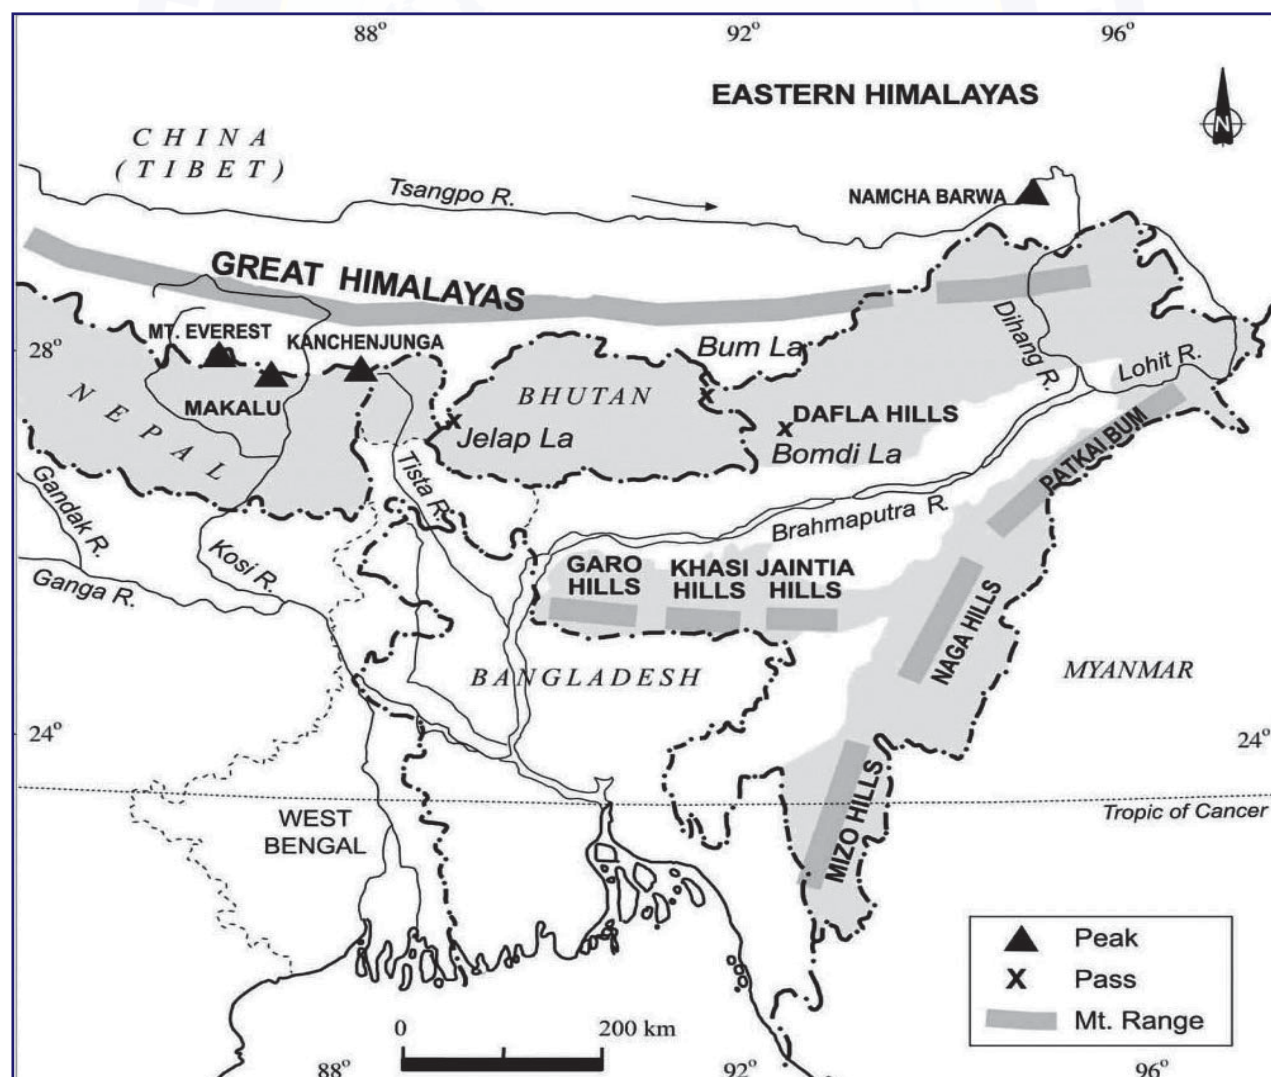 88° 92° 96°
EASTERN HIMALAYAS
N
CHINA
(TIBET)
Tsangpo R.
NAMCHA BARWA
GREAT HIMALAYAS
MT. EVEREST
KANCHENJUNGA
28°
Bum La
Dihang R.
Lohit R.
MAKALU
NEPAL
BHUTAN
DAFLA HILLS
Jelap La
Bomdi La
PATKAI BUM
Tista R.
Gandak R.
Kosi R.
Ganga R.
Brahmaputra R.
GARO
HILLS
KHASI
HILLS
JAINTIA
HILLS
NAGA HILLS
BANGLADESH
MYANMAR
24° 24°
Tropic of Cancer
WEST
BENGAL
MIZO HILLS
Peak
X Pass
Mt. Range
0 200 km
88° 92° 96°